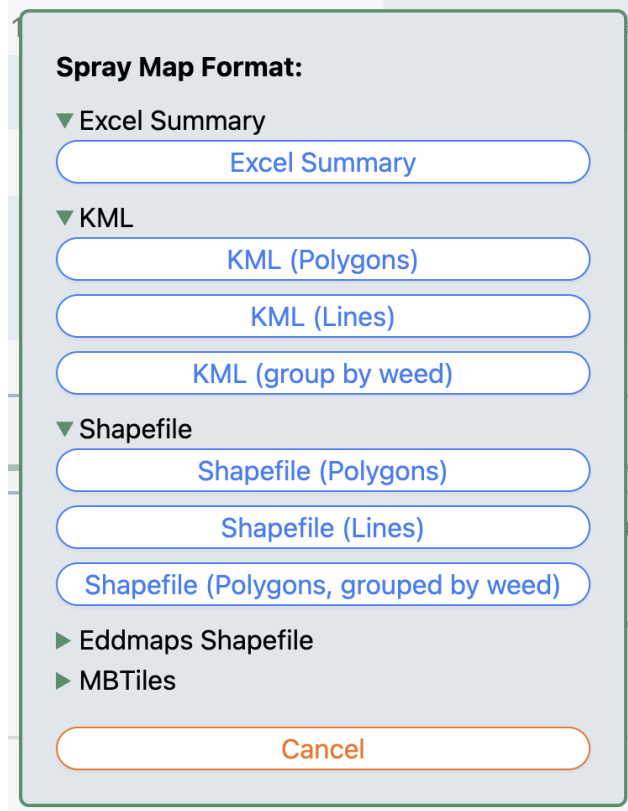 Spray Map Format:
Excel Summary
Excel Summary
KML
KML (Polygons)
KML (Lines)
KML (group by weed)
Shapefile
Shapefile (Polygons)
Shapefile (Lines)
Shapefile (Polygons, grouped by weed)
Eddmaps Shapefile
MBTiles
Cancel